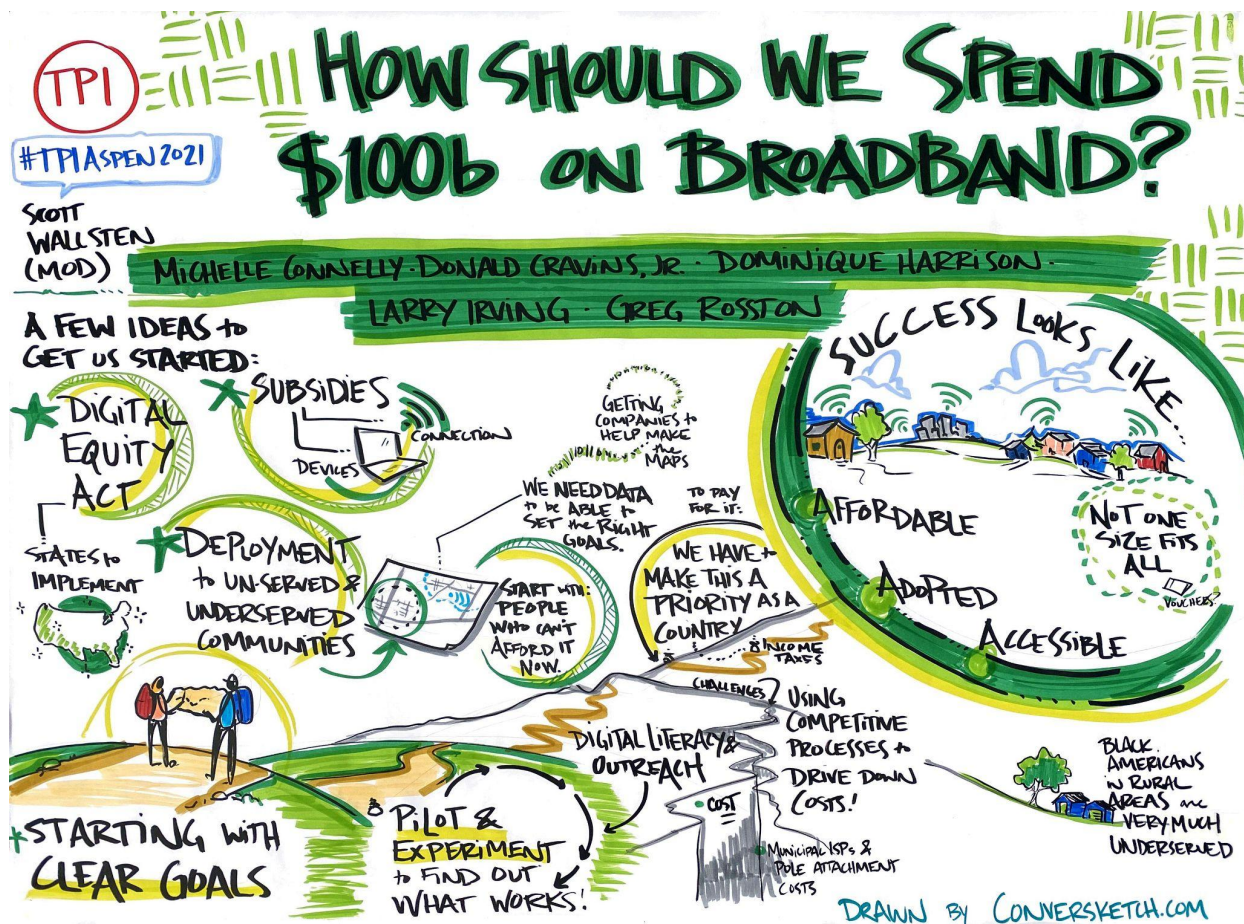 TPI
#TPIASPEN2021
HOW SHOULD WE SPEND
$100b ON BROADBAND?
SCOTT
WALLSTEN
(MOD)
MICHELLE CONNELLY · DONALD CRAVINS, JR. · DOMINIQUE HARRISON ·
LARRY IRVING · GREG ROSSTON
A FEW IDEAS to
GET US STARTED:
DIGITAL
EQUITY
ACT
STATES to
IMPLEMENT
SUBSIDIES
CONNECTION
DEVICES
DEPLOYMENT
to UN-SERVED &
UNDERSERVED
COMMUNITIES
GETTING
COMPANIES to
HELP MAKE
the
MAPS
WE NEED DATA
to be ABLE to
SET the RIGHT
GOALS.
START WITH:
PEOPLE
WHO CAN'T
AFFORD IT
NOW.
TO PAY
FOR IT:
WE HAVE to
MAKE THIS A
PRIORITY AS A
COUNTRY
$ INCOME
TAXES
SUCCESS LOOKS LIKE...
AFFORDABLE
ADOPTED
ACCESSIBLE
NOT ONE
SIZE FITS
ALL
VOUCHERS?
STARTING WITH
CLEAR GOALS
PILOT &
EXPERIMENT
to FIND OUT
WHAT WORKS!
DIGITAL LITERACY &
OUTREACH
CHALLENGES
COST
USING
COMPETITIVE
PROCESSES to
DRIVE DOWN
COSTS!
MUNICIPAL ISPs &
POLE ATTACHMENT
COSTS
BLACK
AMERICANS
IN RURAL
AREAS are
VERY MUCH
UNDERSERVED
DRAWN BY CONVERSKETCH.COM